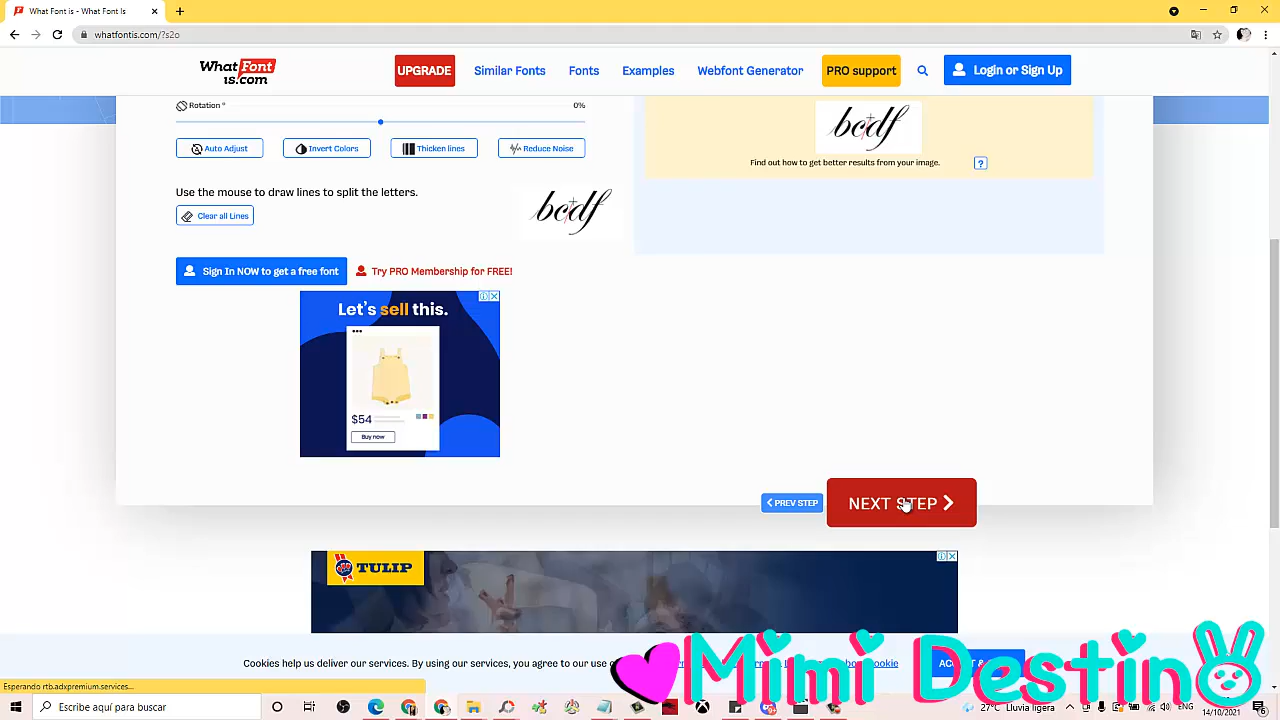 What Font is - What Font is
whatfontis.com/?s2o
What Font
is.com
UPGRADE
Similar Fonts
Fonts
Examples
Webfont Generator
PRO support
Login or Sign Up
Rotation °
0%
Auto Adjust
Invert Colors
Thicken lines
Reduce Noise
bcdf
Find out how to get better results from your image.
?
Use the mouse to draw lines to split the letters.
Clear all Lines
bcdf
Sign In NOW to get a free font
Try PRO Membership for FREE!
Let's sell this.
$54
Buy now
PREV STEP
NEXT STEP
TULIP
Cookies help us deliver our services. By using our services, you agree to our use
Mimi Destino
Esperando rtb.adxpremium.services...
Escribe aquí para buscar
27°C Lluvia ligera
14/10/2021